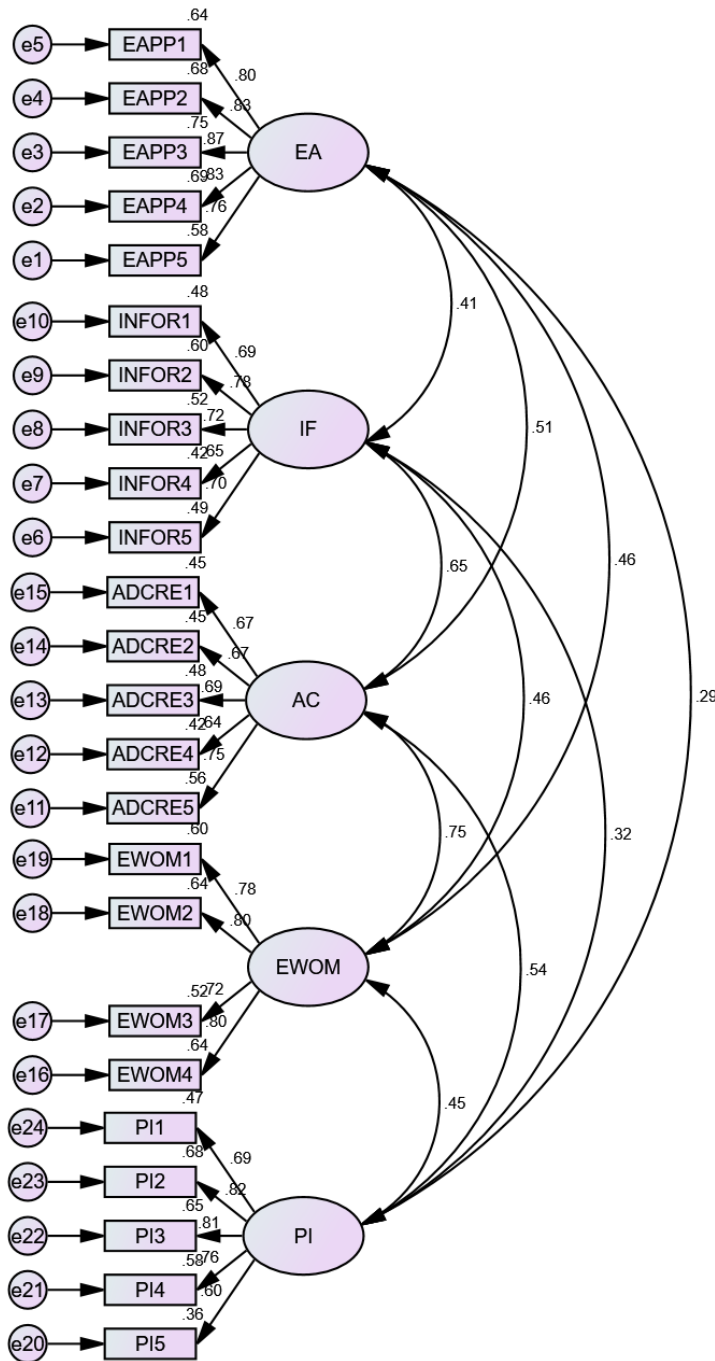 .64
e5 EAPP1
.80
.68
e4 EAPP2
.83
.75
e3 EAPP3 .87 EA
.69 .83
e2 EAPP4 .76
.58
e1 EAPP5
.41
.48
e10 INFOR1
.69
.60
e9 INFOR2 .78
.52
e8 INFOR3 .72 IF .51
.42 .65
e7 INFOR4 .70
.49
e6 INFOR5
.65 .46
.45
e15 ADCRE1
.67
.45
e14 ADCRE2 .67
.48
e13 ADCRE3 .69 AC .46 .29
.42 .64
e12 ADCRE4 .75
.56
e11 ADCRE5
.75 .32
.60
e19 EWOM1
.78
.64
e18 EWOM2 .80
EWOM .54
.52 .72
e17 EWOM3 .80
.64
e16 EWOM4
.45
.47
e24 PI1
.69
.68
e23 PI2 .82
.65
e22 PI3 .81 PI
.58 .76
e21 PI4 .60
.36
e20 PI5